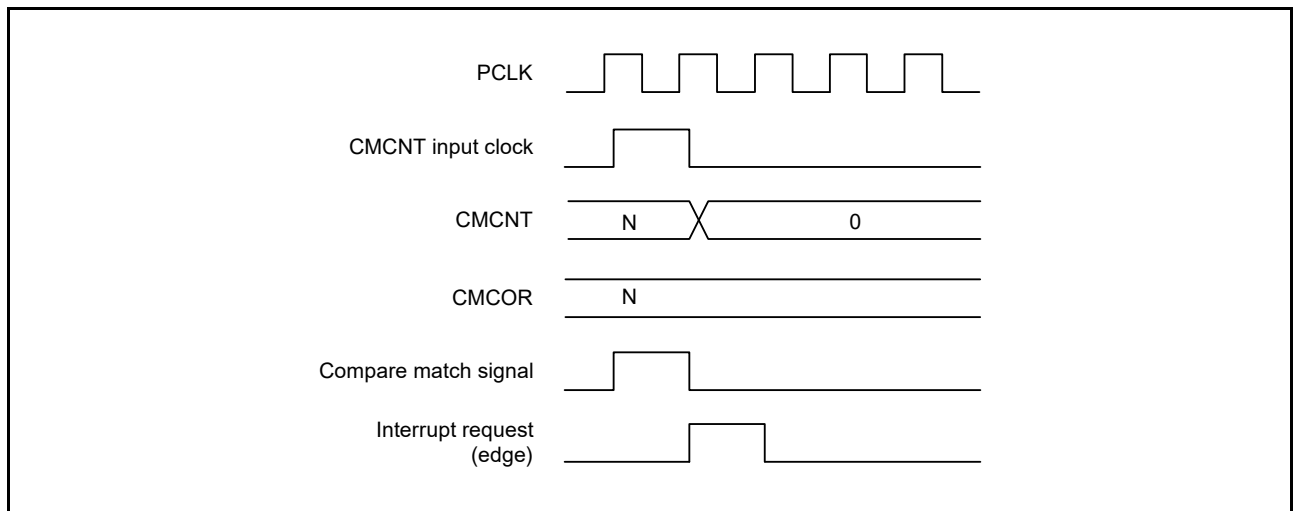 PCLK
CMCNT input clock
CMCNT
N
0
CMCOR
N
Compare match signal
Interrupt request
(edge)